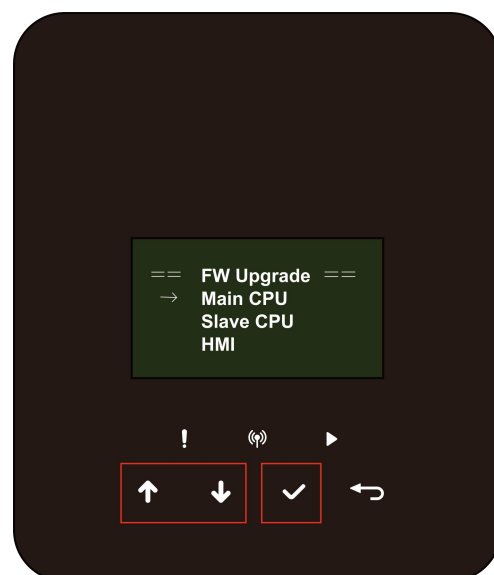 == FW Upgrade ==
→ Main CPU
Slave CPU
HMI